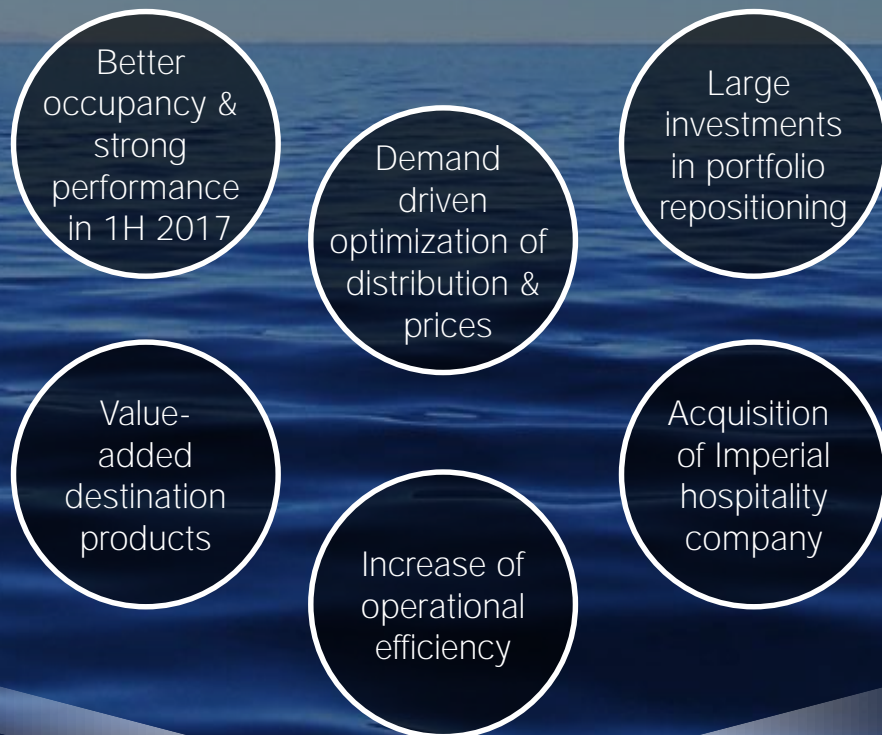 Better
occupancy &
strong
performance
in 1H 2017
Demand
driven
optimization of
distribution &
prices
Large
investments
in portfolio
repositioning
Value-
added
destination
products
Increase of
operational
efficiency
Acquisition
of Imperial
hospitality
company